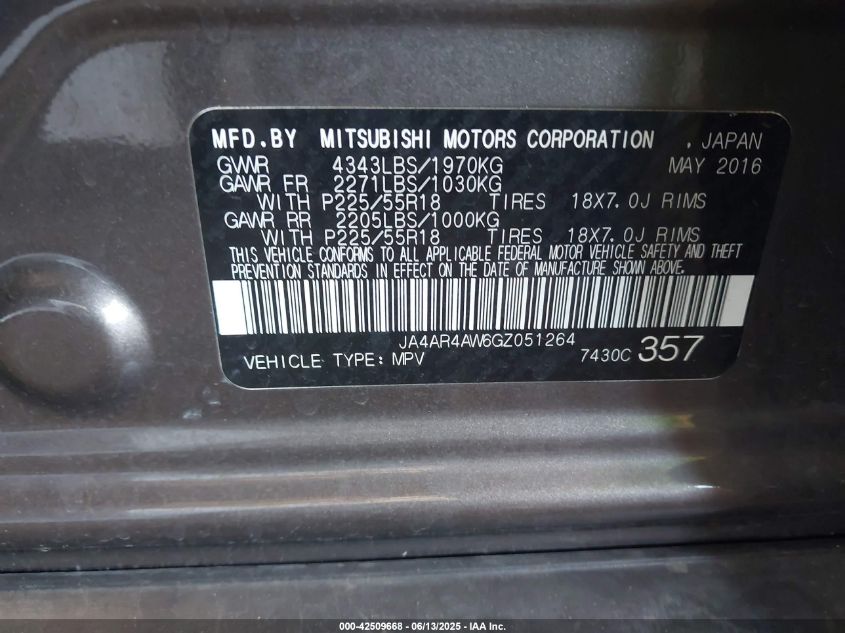 MFD.BY MITSUBISHI MOTORS CORPORATION . JAPAN
GVWR 4343LBS/1970KG MAY 2016
GAWR FR 2271LBS/1030KG
WITH P225/55R18 TIRES 18X7.0J RIMS
GAWR RR 2205LBS/1000KG
WITH P225/55R18 TIRES 18X7.0J RIMS
THIS VEHICLE CONFORMS TO ALL APPLICABLE FEDERAL MOTOR VEHICLE SAFETY AND THEFT
PREVENTION STANDARDS IN EFFECT ON THE DATE OF MANUFACTURE SHOWN ABOVE.
JA4AR4AW6GZ051264
VEHICLE TYPE: MPV 7430C 357
000-42509668 - 06/13/2025 - IAA Inc.